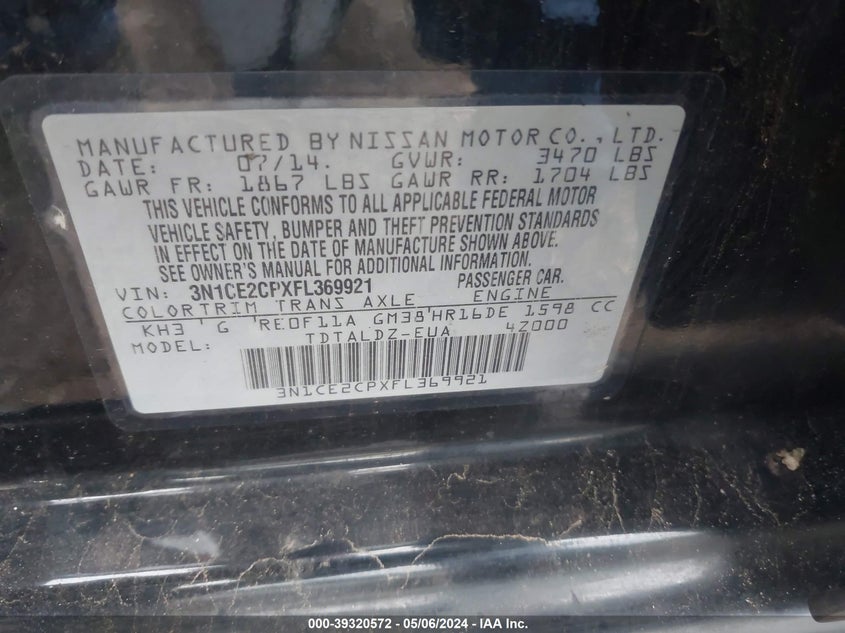 MANUFACTURED BY NISSAN MOTOR CO., LTD.
DATE: 07/14. GVWR: 3470 LBS
GAWR FR: 1867 LBS GAWR RR: 1704 LBS
THIS VEHICLE CONFORMS TO ALL APPLICABLE FEDERAL MOTOR
VEHICLE SAFETY, BUMPER AND THEFT PREVENTION STANDARDS
IN EFFECT ON THE DATE OF MANUFACTURE SHOWN ABOVE.
SEE OWNER'S MANUAL FOR ADDITIONAL INFORMATION.
VIN: 3N1CE2CPXFL369921 PASSENGER CAR.
COLOR TRIM TRANS AXLE ENGINE
KH3 ' G 'RE0F11A GM38'HR16DE 1598 CC
MODEL: TDTALDZ-EUA 4Z000
3N1CE2CPXFL369921
000-39320572 - 05/06/2024 - IAA Inc.